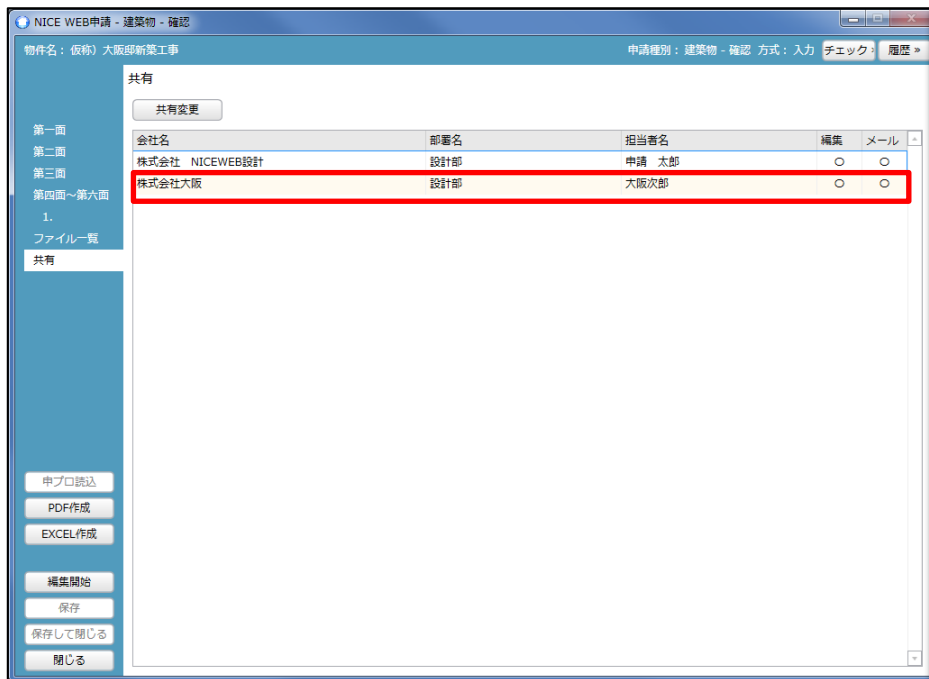 NICE WEB申請 - 建築物 - 確認
物件名： 仮称）大阪邸新築工事 申請種別： 建築物 - 確認 方式： 入力 チェック» 履歴 »
共有
共有変更
第一面
第二面
第三面
第四面～第六面
1.
ファイル一覧
共有
会社名 部署名 担当者名 編集 メール
株式会社　NICEWEB設計 設計部 申請　太郎 ○ ○
株式会社大阪 設計部 大阪次郎 ○ ○
申プロ読込
PDF作成
EXCEL作成
編集開始
保存
保存して閉じる
閉じる